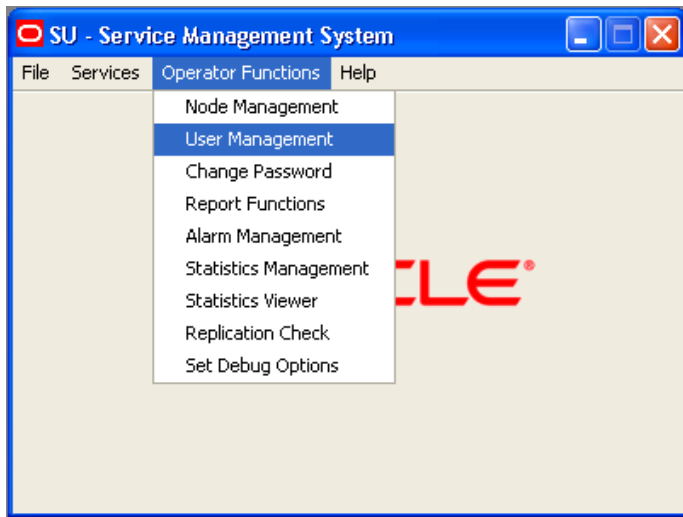 SU - Service Management System
File Services Operator Functions Help
Node Management
User Management
Change Password
Report Functions
Alarm Management
Statistics Management
Statistics Viewer
Replication Check
Set Debug Options
CLE®